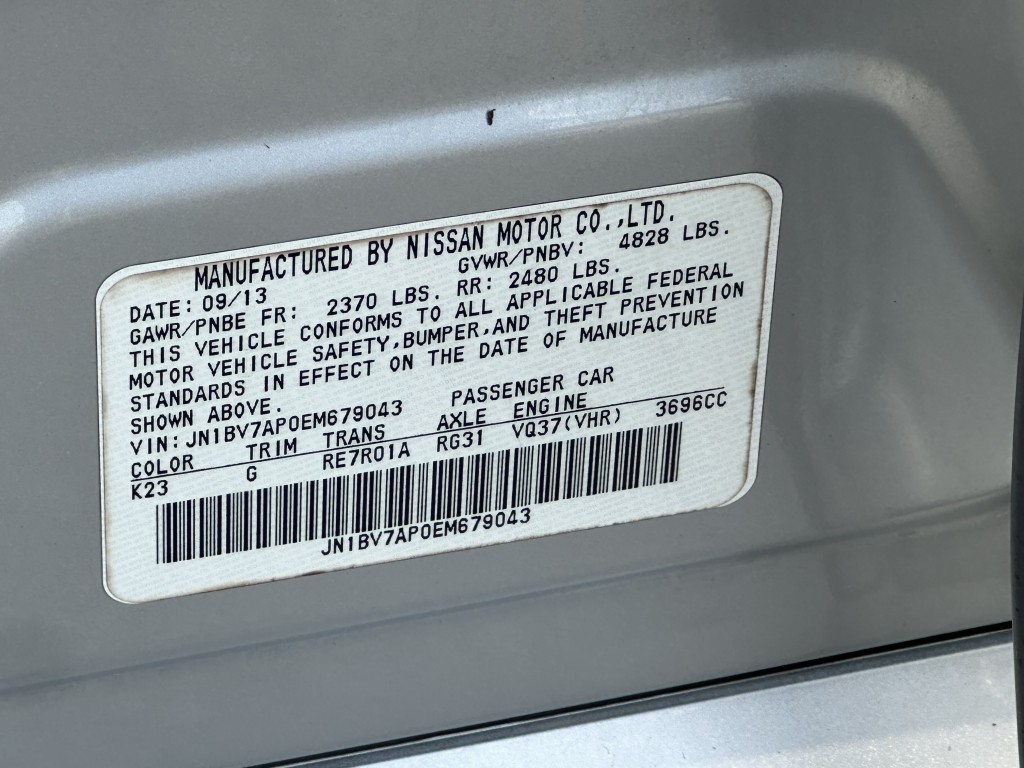 MANUFACTURED BY NISSAN MOTOR CO.,LTD.
DATE: 09/13 GVWR/PNBV: 4828 LBS.
GAWR/PNBE FR: 2370 LBS. RR: 2480 LBS.
THIS VEHICLE CONFORMS TO ALL APPLICABLE FEDERAL
MOTOR VEHICLE SAFETY,BUMPER,AND THEFT PREVENTION
STANDARDS IN EFFECT ON THE DATE OF MANUFACTURE
SHOWN ABOVE.
VIN: JN1BV7AP0EM679043 PASSENGER CAR
COLOR TRIM TRANS AXLE ENGINE
K23 G RE7R01A RG31 VQ37(VHR) 3696CC
JN1BV7AP0EM679043